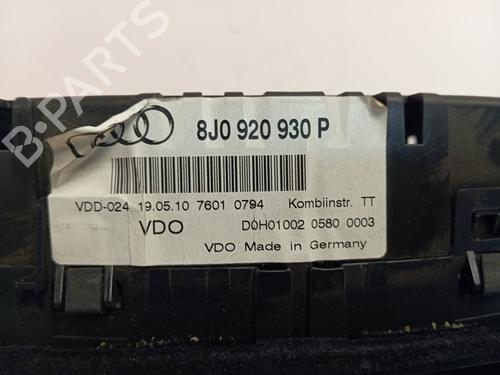 B-PARTS
8J0 920 930 P
VDD-024 19.05.10 7601 0794 Kombiinstr. TT
VDO D0H01002 0580 0003
VDO Made in Germany